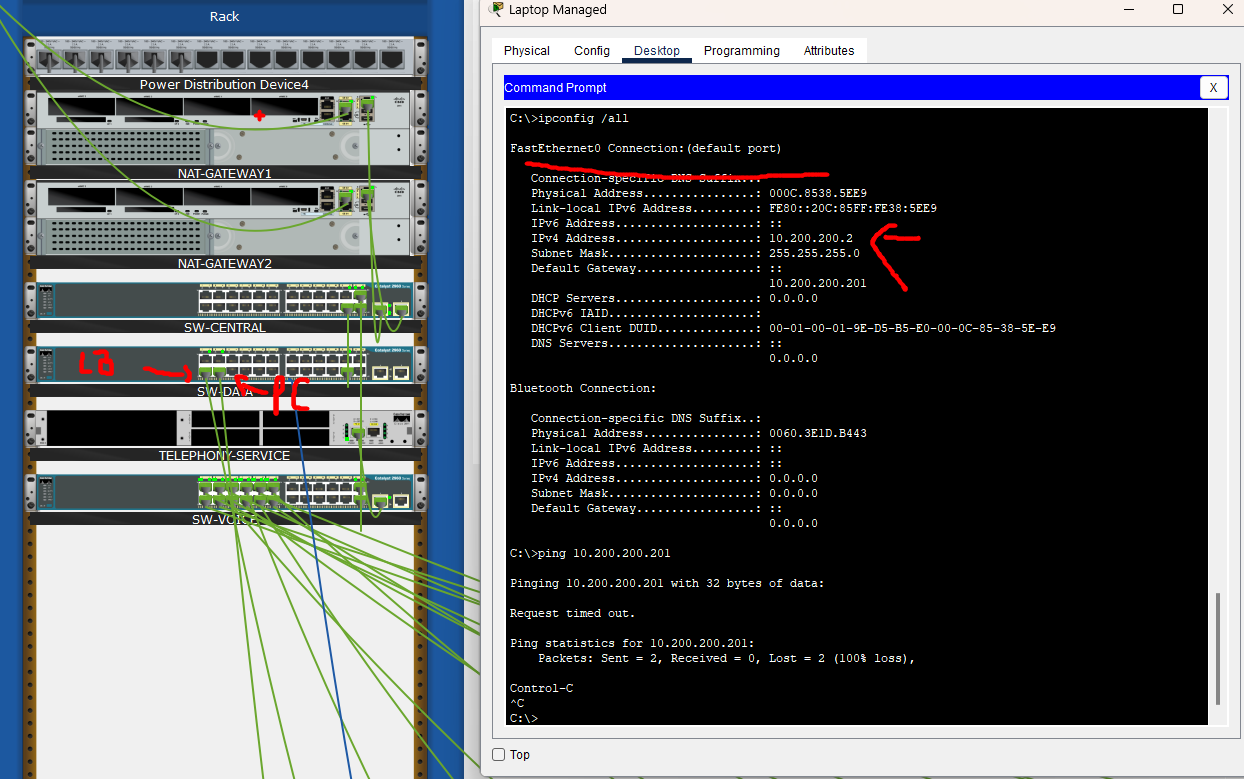 Rack
Power Distribution Device4
NAT-GATEWAY1
NAT-GATEWAY2
SW-CENTRAL
SW-DATA
PC
TELEPHONY-SERVICE
SW-VOICE
Laptop Managed
Physical Config Desktop Programming Attributes
Command Prompt
X
C:\>ipconfig /all
FastEthernet0 Connection:(default port)
Connection-specific DNS Suffix..:
Physical Address................: 000C.8538.5EE9
Link-local IPv6 Address.........: FE80::20C:85FF:FE38:5EE9
IPv6 Address....................: ::
IPv4 Address....................: 10.200.200.2
Subnet Mask.....................: 255.255.255.0
Default Gateway.................: ::
10.200.200.201
DHCP Servers....................: 0.0.0.0
DHCPv6 IAID.....................:
DHCPv6 Client DUID..............: 00-01-00-01-9E-D5-B5-E0-00-0C-85-38-5E-E9
DNS Servers.....................: ::
0.0.0.0
Bluetooth Connection:
Connection-specific DNS Suffix..:
Physical Address................: 0060.3E1D.B443
Link-local IPv6 Address.........: ::
IPv6 Address....................: ::
IPv4 Address....................: 0.0.0.0
Subnet Mask.....................: 0.0.0.0
Default Gateway.................: ::
0.0.0.0
C:\>ping 10.200.200.201
Pinging 10.200.200.201 with 32 bytes of data:
Request timed out.
Ping statistics for 10.200.200.201:
Packets: Sent = 2, Received = 0, Lost = 2 (100% loss),
Control-C
^C
C:\>
Top